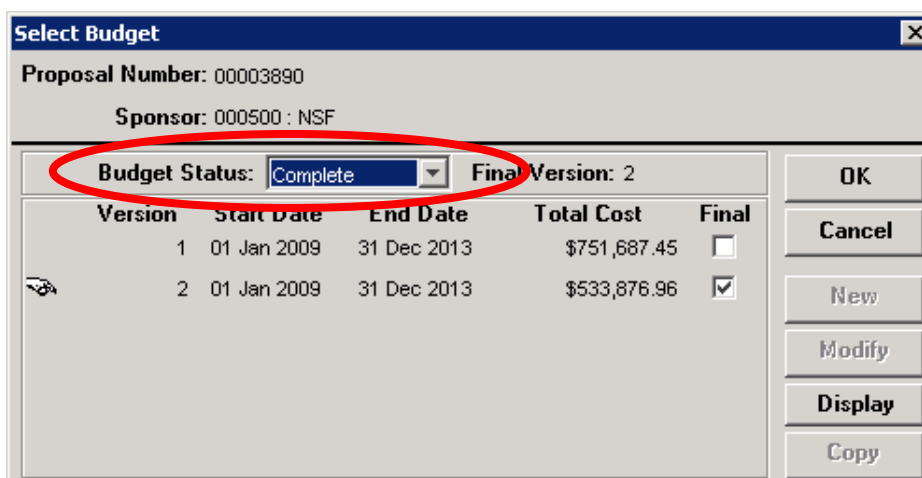 Select Budget
Proposal Number: 00003890
Sponsor: 000500 : NSF
Budget Status: Complete Final Version: 2
OK
Version Start Date End Date Total Cost Final
Cancel
1 01 Jan 2009 31 Dec 2013 $751,687.45
2 01 Jan 2009 31 Dec 2013 $533,876.96
New
Modify
Display
Copy